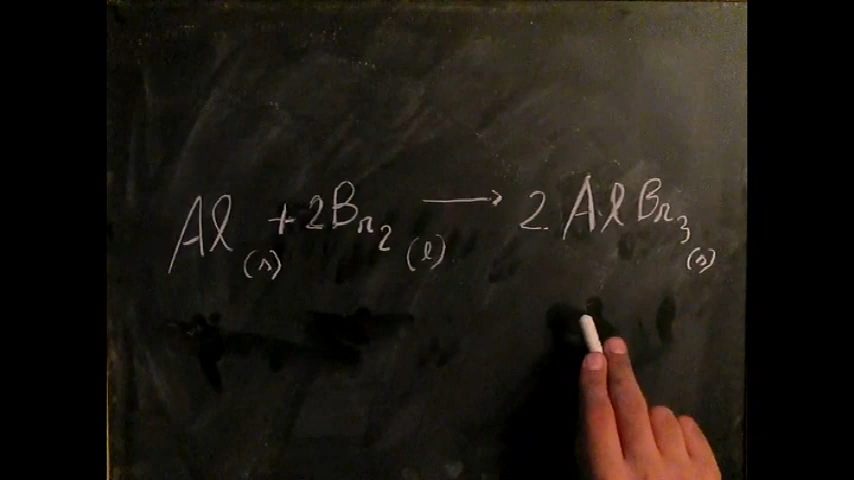 Al (s) + 2Br2 (l) → 2 AlBr3 (s)